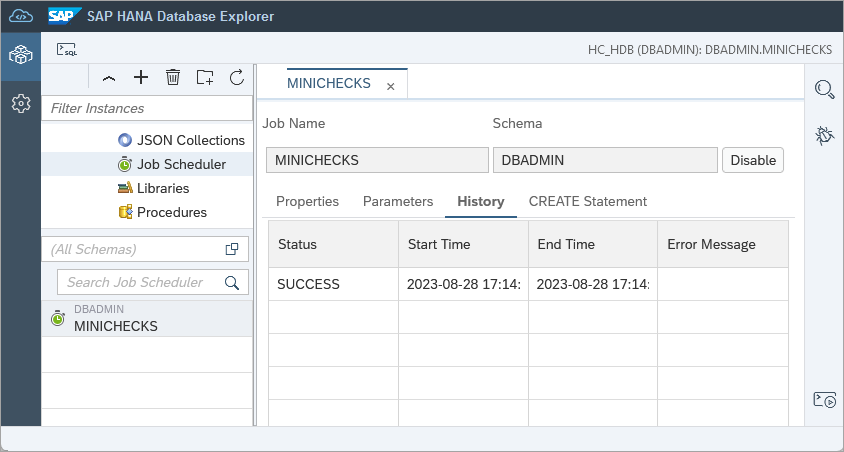 SAP SAP HANA Database Explorer
SQL
HC_HDB (DBADMIN): DBADMIN.MINICHECKS
MINICHECKS
Filter Instances
JSON Collections
Job Scheduler
Libraries
Procedures
(All Schemas)
Search Job Scheduler
DBADMIN
MINICHECKS
Job Name Schema
MINICHECKS DBADMIN Disable
Properties Parameters History CREATE Statement
Status Start Time End Time Error Message
SUCCESS 2023-08-28 17:14: 2023-08-28 17:14: